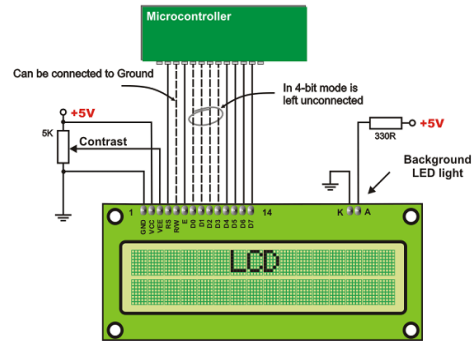 Microcontroller
Can be connected to Ground
In 4-bit mode is
left unconnected
+5V
5K
Contrast
+5V
330R
Background
LED light
1
14
K
A
GND
VCC
VEE
RS
R/W
E
D0
D1
D2
D3
D4
D5
D6
D7
LCD